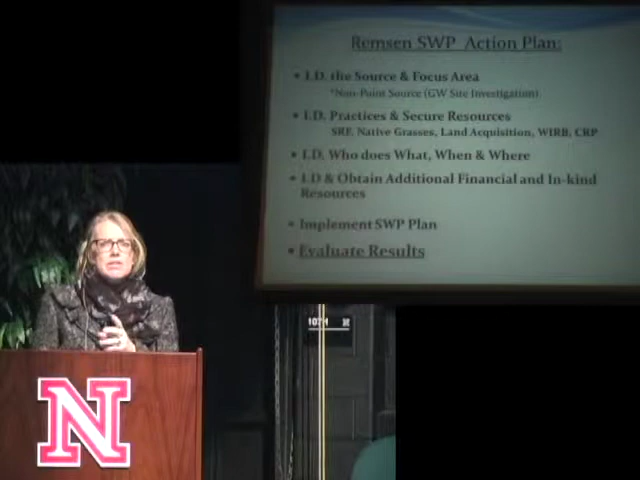 Remsen SWP Action Plan:
• I.D. the Source & Focus Area
*Non-Point Source (GW Site Investigation)
• I.D. Practices & Secure Resources
SRF, Native Grasses, Land Acquisition, WIRB, CRP
• I.D. Who does What, When & Where
• I.D & Obtain Additional Financial and In-kind
Resources
• Implement SWP Plan
• Evaluate Results
N